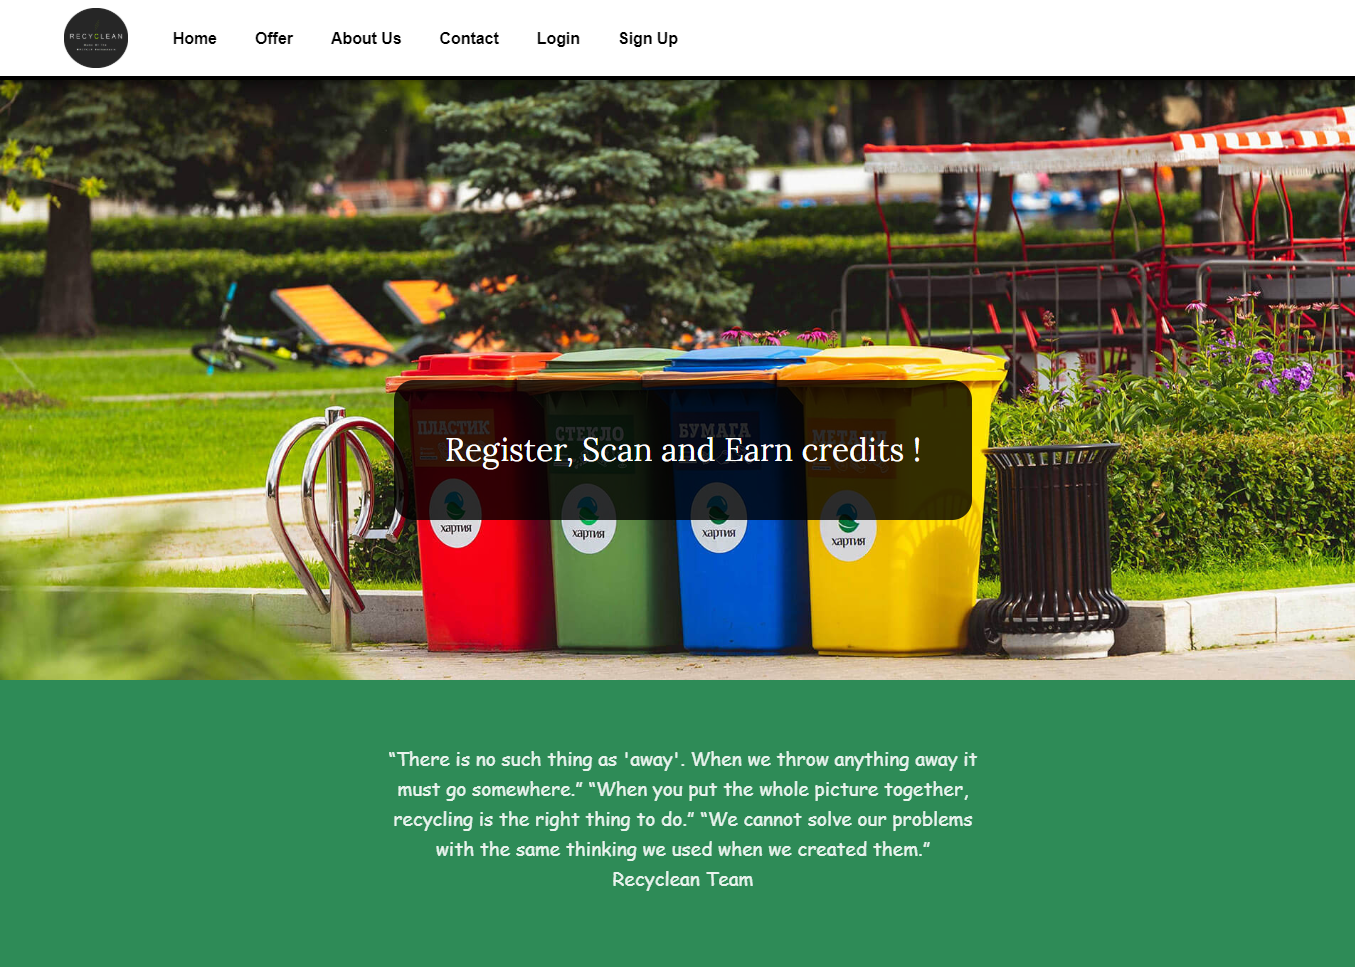 RECYCLEAN
Home
Offer
About Us
Contact
Login
Sign Up
ПЛАСТИК
СТЕКЛО
БУМАГА
МЕТАЛЛ
Register, Scan and Earn credits !
хартия
хартия
хартия
хартия
“There is no such thing as 'away'. When we throw anything away it
must go somewhere.” “When you put the whole picture together,
recycling is the right thing to do.” “We cannot solve our problems
with the same thinking we used when we created them.”
Recyclean Team